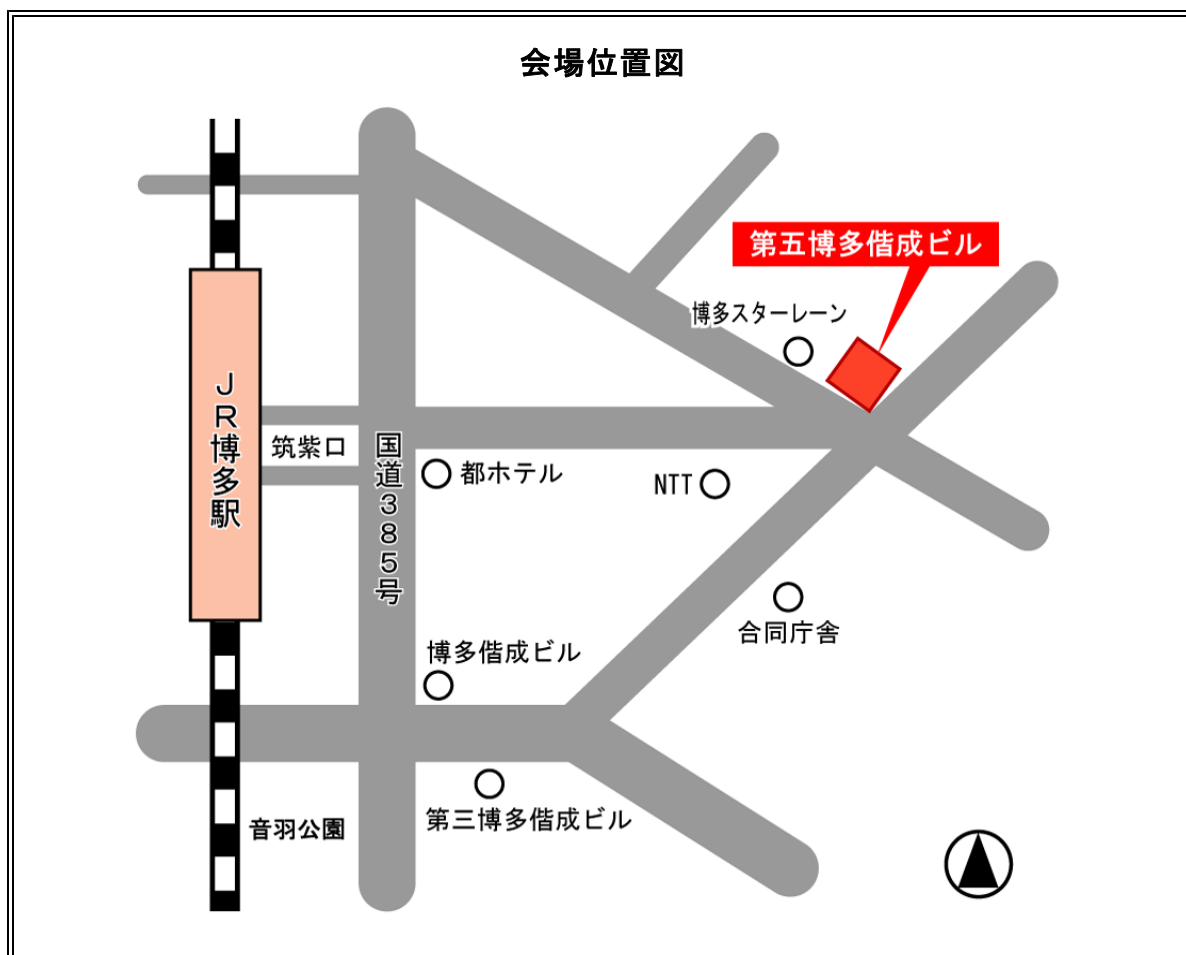 会場位置図
第五博多偕成ビル
博多スターレーン
JR博多駅
筑紫口
国道385号
都ホテル
NTT
合同庁舎
博多偕成ビル
第三博多偕成ビル
音羽公園